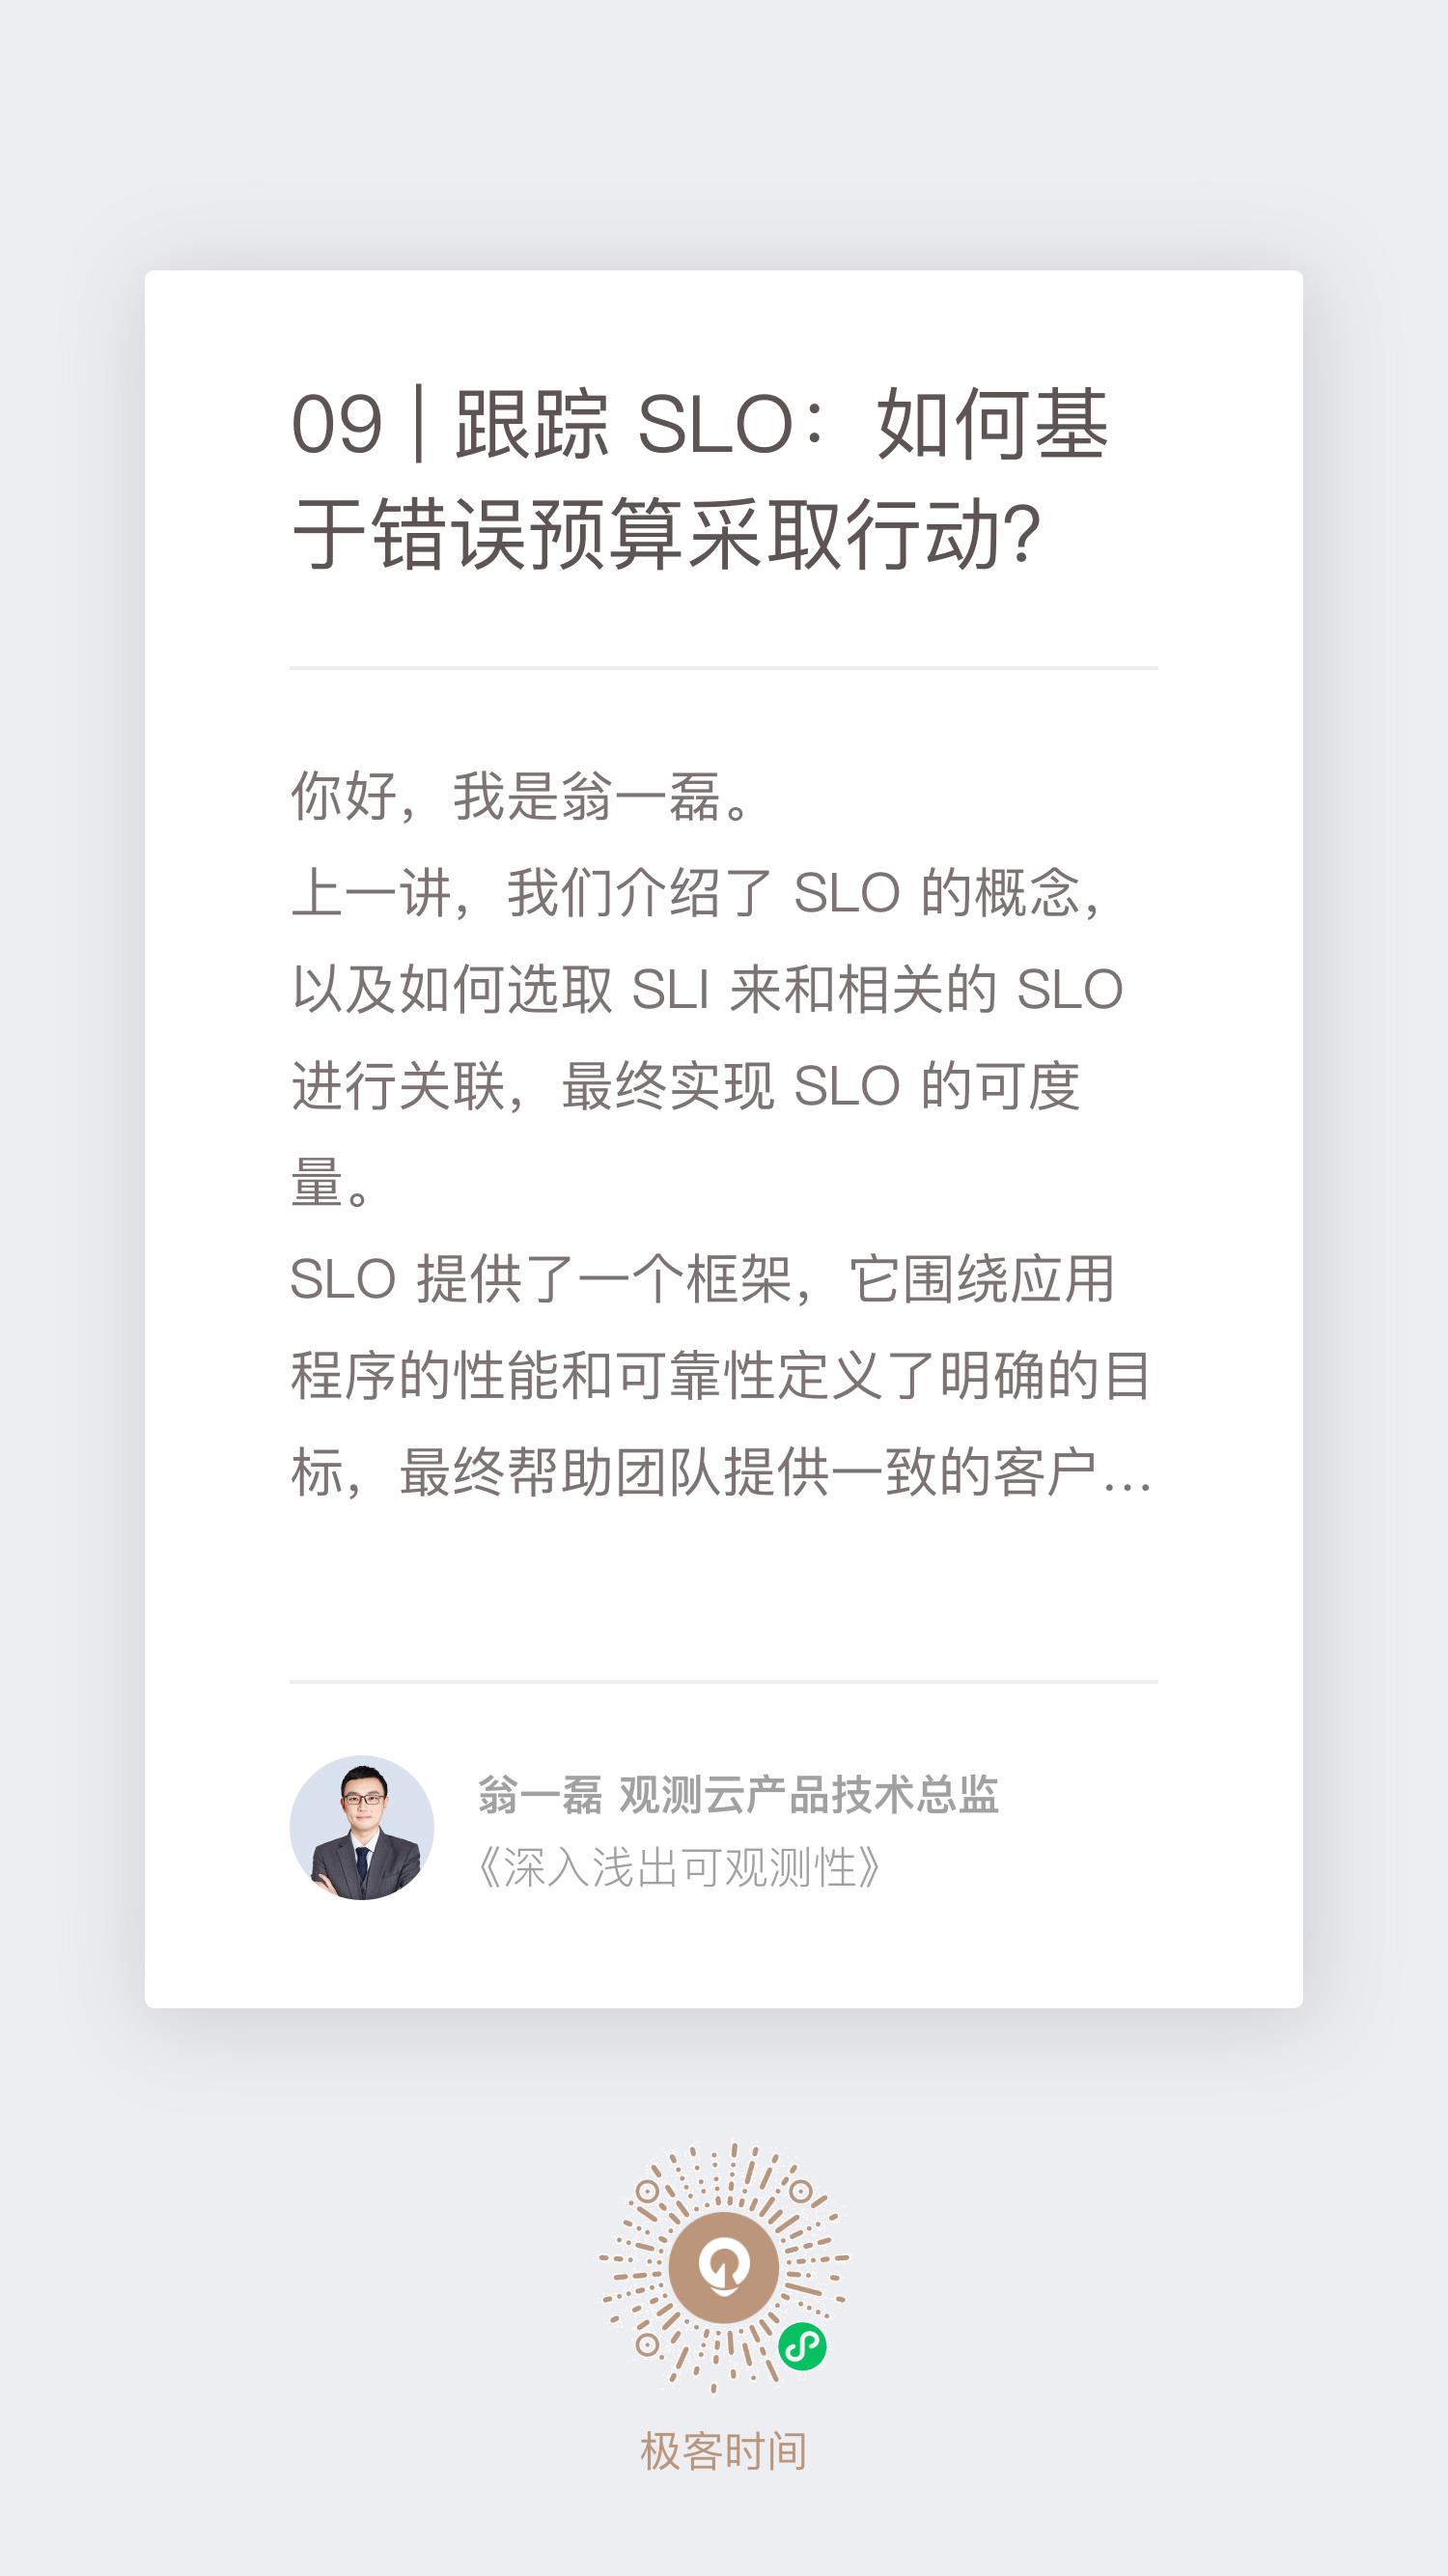 09 | 跟踪 SLO：如何基
于错误预算采取行动？
你好，我是翁一磊。
上一讲，我们介绍了 SLO 的概念，
以及如何选取 SLI 来和相关的 SLO
进行关联，最终实现 SLO 的可度
量。
SLO 提供了一个框架，它围绕应用
程序的性能和可靠性定义了明确的目
标，最终帮助团队提供一致的客户...
翁一磊 观测云产品技术总监
《深入浅出可观测性》
极客时间